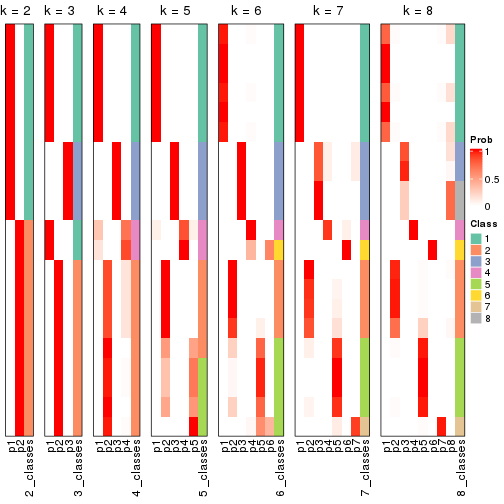 k = 2 k = 3 k = 4 k = 5 k = 6 k = 7 k = 8
Prob
1
0.5
0
Class
1
2
3
4
5
6
7
8
p1 p2 2_classes
p1 p2 p3 3_classes
p1 p2 p3 p4 4_classes
p1 p2 p3 p4 p5 5_classes
p1 p2 p3 p4 p5 p6 6_classes
p1 p2 p3 p4 p5 p6 p7 7_classes
p1 p2 p3 p4 p5 p6 p7 p8 8_classes